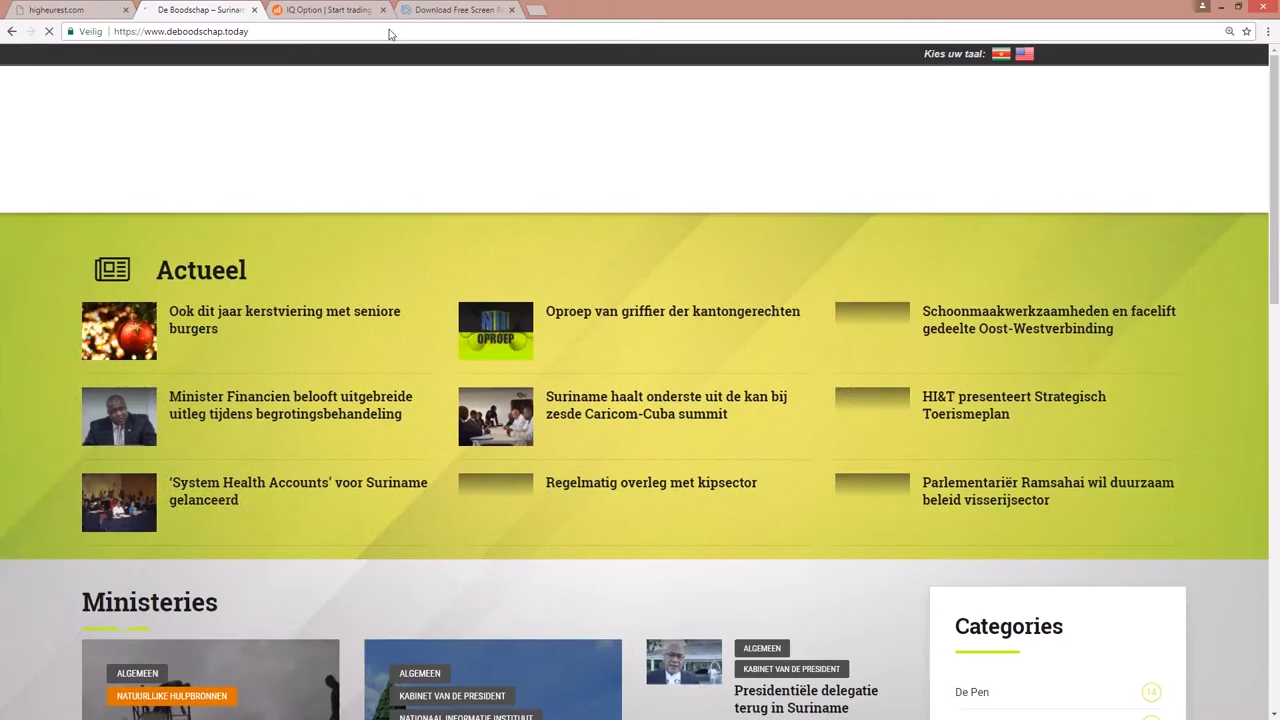 higheurest.com
De Boodschap – Surinam
IQ Option | Start trading
Download Free Screen R
Veilig
https://www.deboodschap.today
Kies uw taal:
Actueel
Ook dit jaar kerstviering met seniore
burgers
Oproep van griffier der kantongerechten
OPROEP
Schoonmaakwerkzaamheden en facelift
gedeelte Oost-Westverbinding
Minister Financien belooft uitgebreide
uitleg tijdens begrotingsbehandeling
Suriname haalt onderste uit de kan bij
zesde Caricom-Cuba summit
HI&T presenteert Strategisch
Toerismeplan
‘System Health Accounts’ voor Suriname
gelanceerd
Regelmatig overleg met kipsector
Parlementariër Ramsahai wil duurzaam
beleid visserijsector
Ministeries
ALGEMEEN
NATUURLIJKE HULPBRONNEN
ALGEMEEN
KABINET VAN DE PRESIDENT
NATIONAAL INFORMATIE INSTITUUT
ALGEMEEN
KABINET VAN DE PRESIDENT
Presidentiële delegatie
terug in Suriname
Categories
De Pen
14